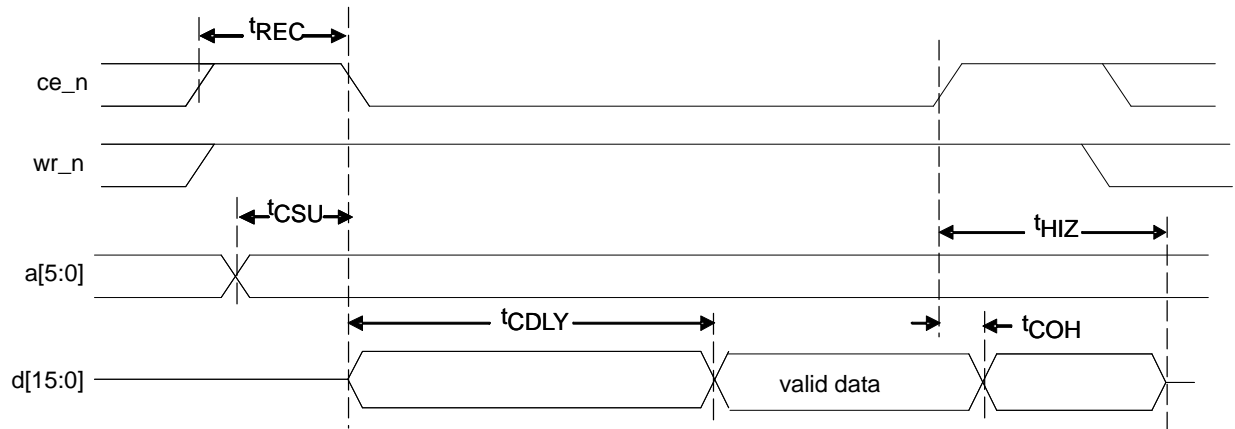 tREC
ce_n
wr_n
tCSU
tHIZ
a[5:0]
tCDLY
tCOH
d[15:0]
valid data